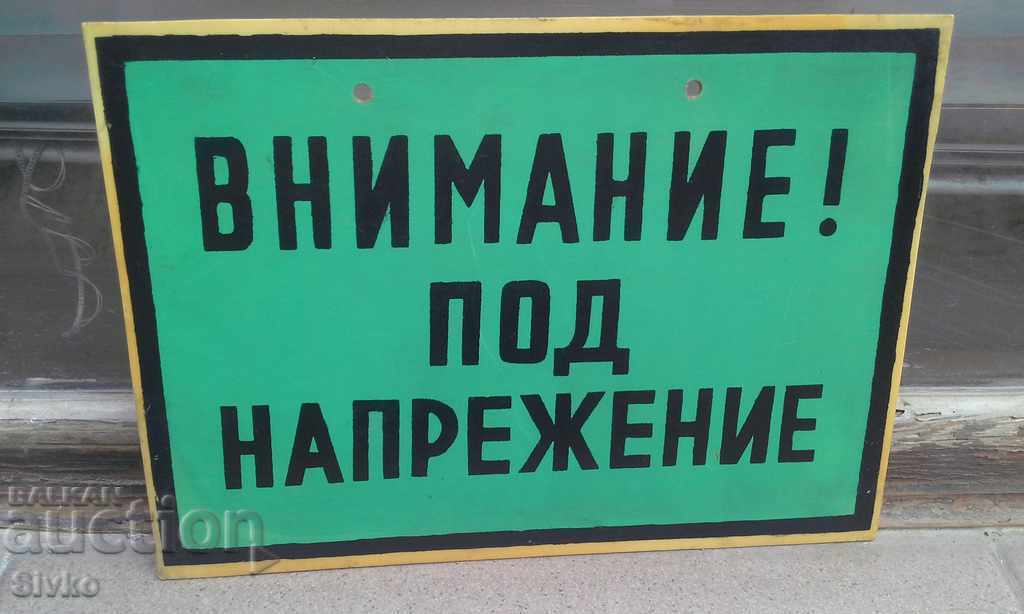 ВНИМАНИЕ!
ПОД
НАПРЕЖЕНИЕ
BALKAN
auction
Sivko